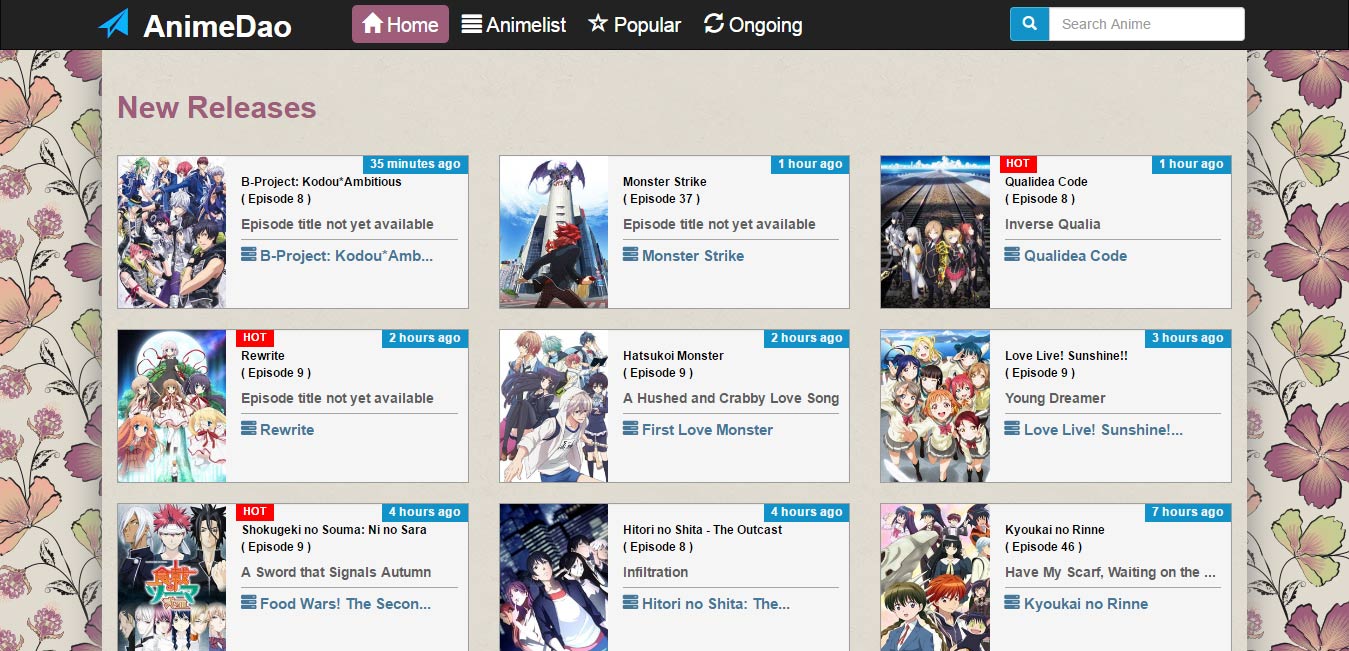 AnimeDao
Home
Animelist
Popular
Ongoing
Search Anime
New Releases
35 minutes ago
B-Project: Kodou*Ambitious
( Episode 8 )
Episode title not yet available
B-Project: Kodou*Amb...
1 hour ago
Monster Strike
( Episode 37 )
Episode title not yet available
Monster Strike
HOT
1 hour ago
Qualidea Code
( Episode 8 )
Inverse Qualia
Qualidea Code
HOT
2 hours ago
Rewrite
( Episode 9 )
Episode title not yet available
Rewrite
2 hours ago
Hatsukoi Monster
( Episode 9 )
A Hushed and Crabby Love Song
First Love Monster
3 hours ago
Love Live! Sunshine!!
( Episode 9 )
Young Dreamer
Love Live! Sunshine!...
HOT
4 hours ago
Shokugeki no Souma: Ni no Sara
( Episode 9 )
A Sword that Signals Autumn
Food Wars! The Secon...
食戟の
ソーマ
4 hours ago
Hitori no Shita - The Outcast
( Episode 8 )
Infiltration
Hitori no Shita: The...
7 hours ago
Kyoukai no Rinne
( Episode 46 )
Have My Scarf, Waiting on the ...
Kyoukai no Rinne